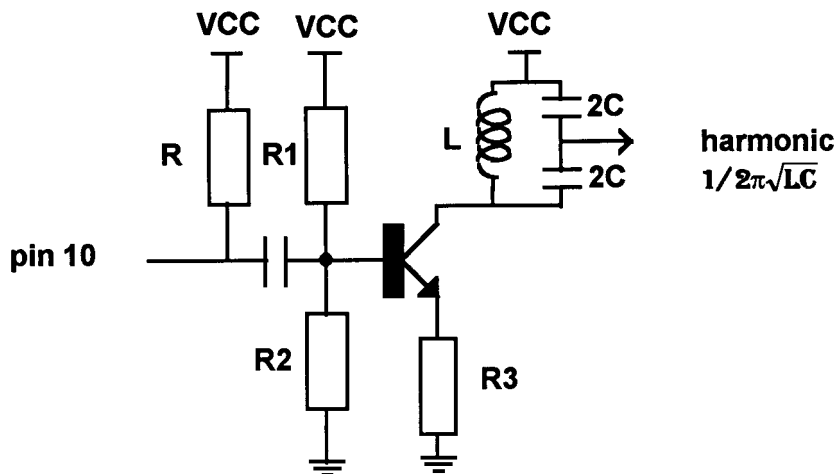 VCC
VCC
VCC
R
R1
L
2C
2C
harmonic
1/2π√LC
pin 10
R2
R3